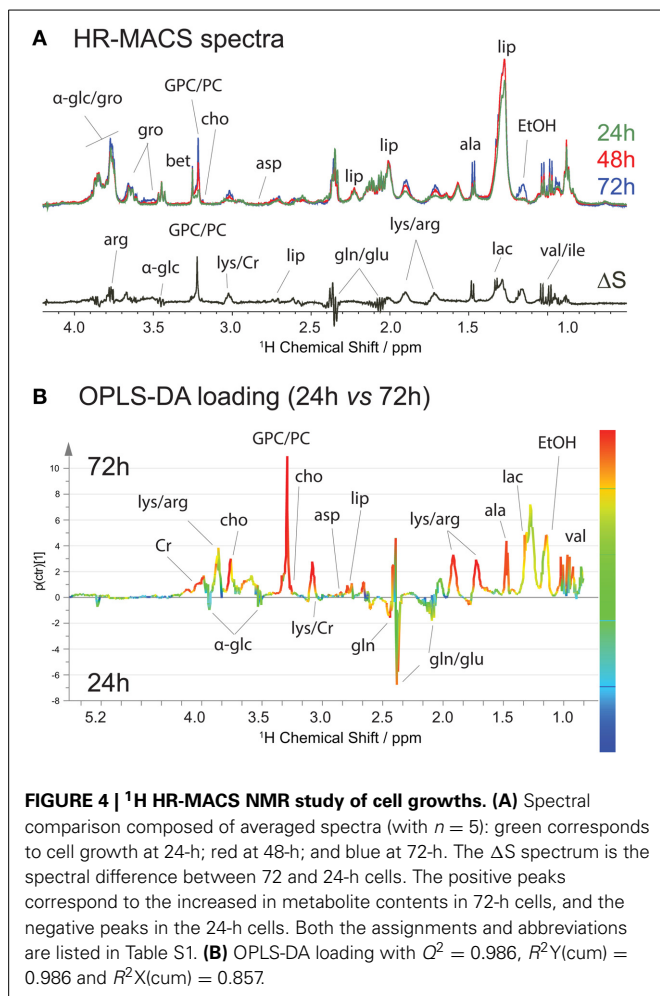 A HR-MACS spectra
lip
GPC/PC
α-glc/gro
cho
gro
EtOH
24h
48h
72h
bet
asp
lip
lip
ala
GPC/PC
lys/arg
arg
α-glc
lys/Cr
lip
gln/glu
lac
val/ile
ΔS
4.0 3.5 3.0 2.5 2.0 1.5 1.0
¹H Chemical Shift / ppm
B OPLS-DA loading (24h vs 72h)
GPC/PC
EtOH
72h
cho
lac
lys/arg
cho
asp
lip
lys/arg
ala
val
Cr
p(ctr)[1]
10
8
6
4
2
0
-2
-4
-6
-8
α-glc
lys/Cr
gln
gln/glu
24h
5.2 4.0 3.5 3.0 2.5 2.0 1.5 1.0
¹H Chemical Shift / ppm
FIGURE 4 | ¹H HR-MACS NMR study of cell growths. (A) Spectral
comparison composed of averaged spectra (with n = 5): green corresponds
to cell growth at 24-h; red at 48-h; and blue at 72-h. The ΔS spectrum is the
spectral difference between 72 and 24-h cells. The positive peaks
correspond to the increased in metabolite contents in 72-h cells, and the
negative peaks in the 24-h cells. Both the assignments and abbreviations
are listed in Table S1. (B) OPLS-DA loading with Q² = 0.986, R²Y(cum) =
0.986 and R²X(cum) = 0.857.